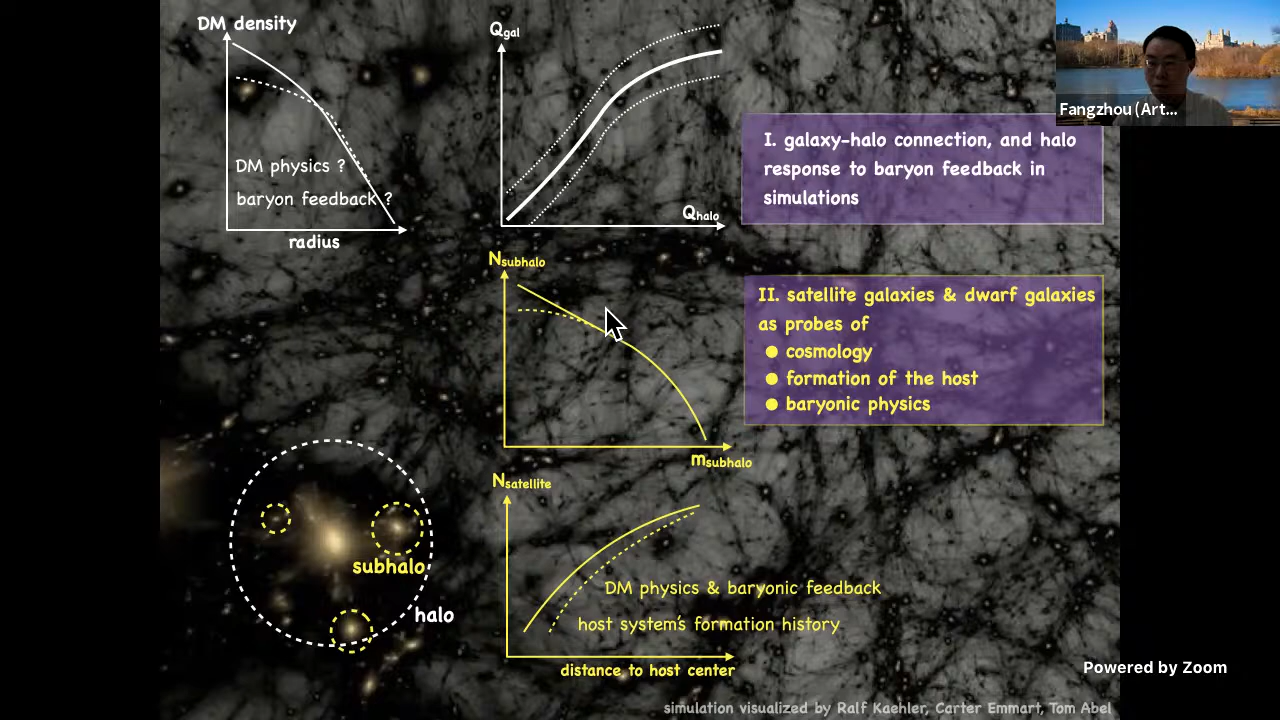 DM density
DM physics ?
baryon feedback ?
radius
Qgal
Qhalo
Fangzhou (Art...
I. galaxy-halo connection, and halo
response to baryon feedback in
simulations
Nsubhalo
msubhalo
II. satellite galaxies & dwarf galaxies
as probes of
● cosmology
● formation of the host
● baryonic physics
subhalo
halo
Nsatellite
DM physics & baryonic feedback
host system's formation history
distance to host center
Powered by Zoom
simulation visualized by Ralf Kaehler, Carter Emmart, Tom Abel